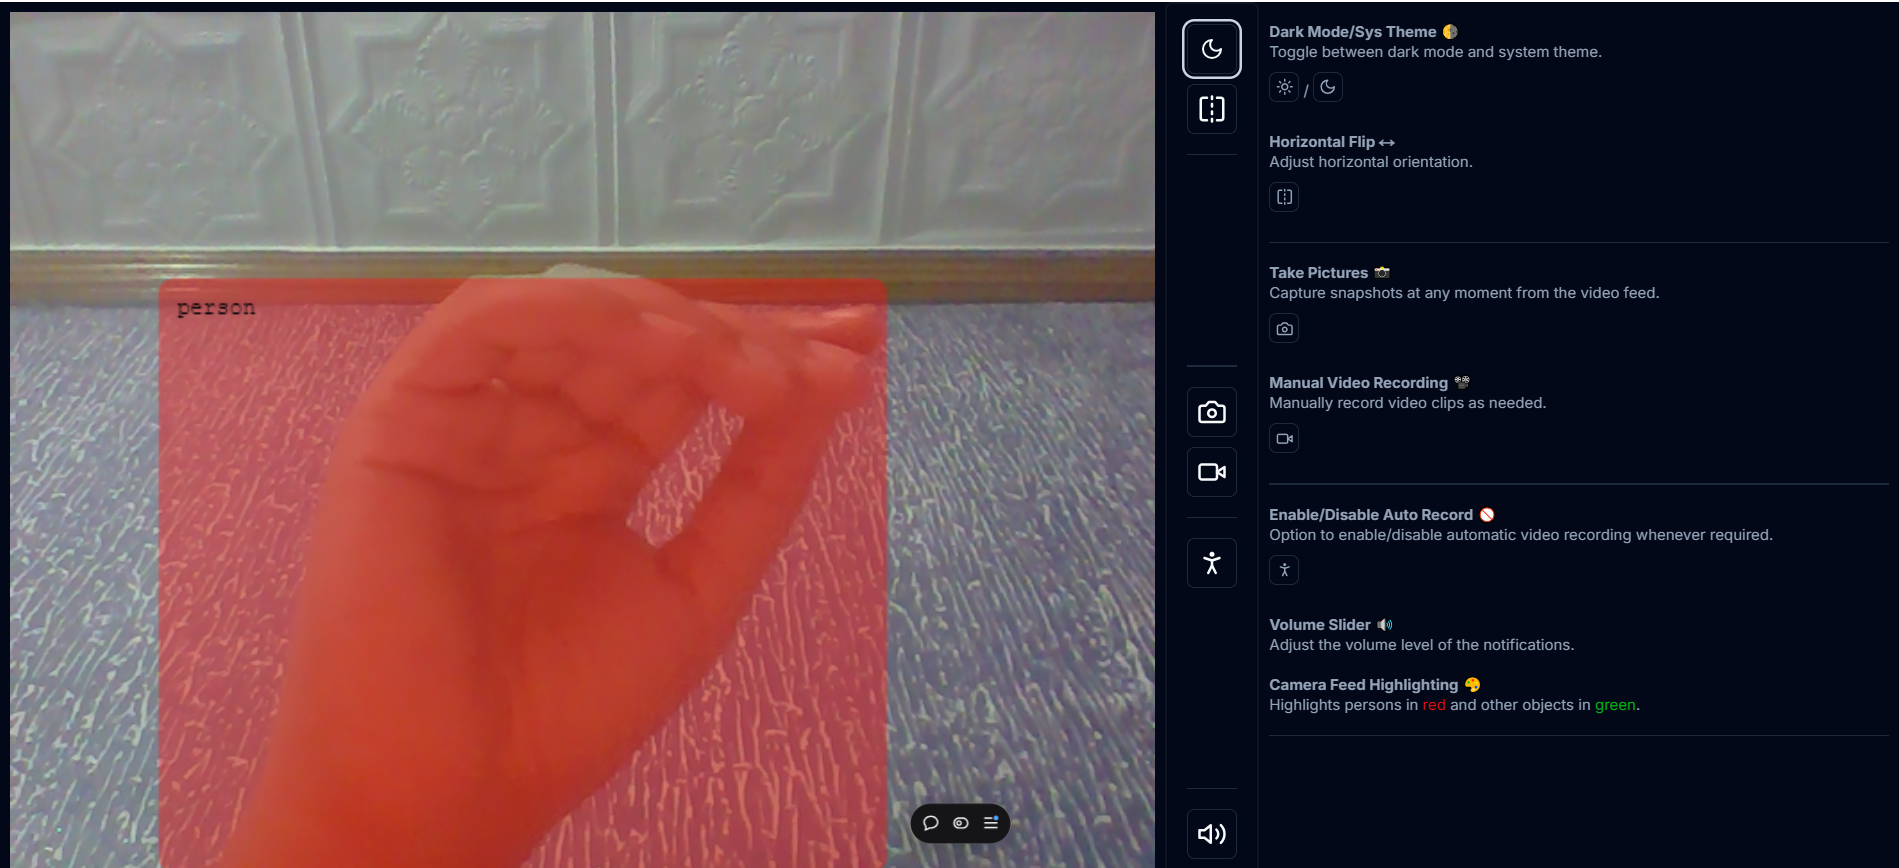 person
Dark Mode/Sys Theme 🌓
Toggle between dark mode and system theme.
/
Horizontal Flip ↔️
Adjust horizontal orientation.
Take Pictures 📸
Capture snapshots at any moment from the video feed.
Manual Video Recording 📽️
Manually record video clips as needed.
Enable/Disable Auto Record 🚫
Option to enable/disable automatic video recording whenever required.
Volume Slider 🔊
Adjust the volume level of the notifications.
Camera Feed Highlighting 🎨
Highlights persons in red and other objects in green.